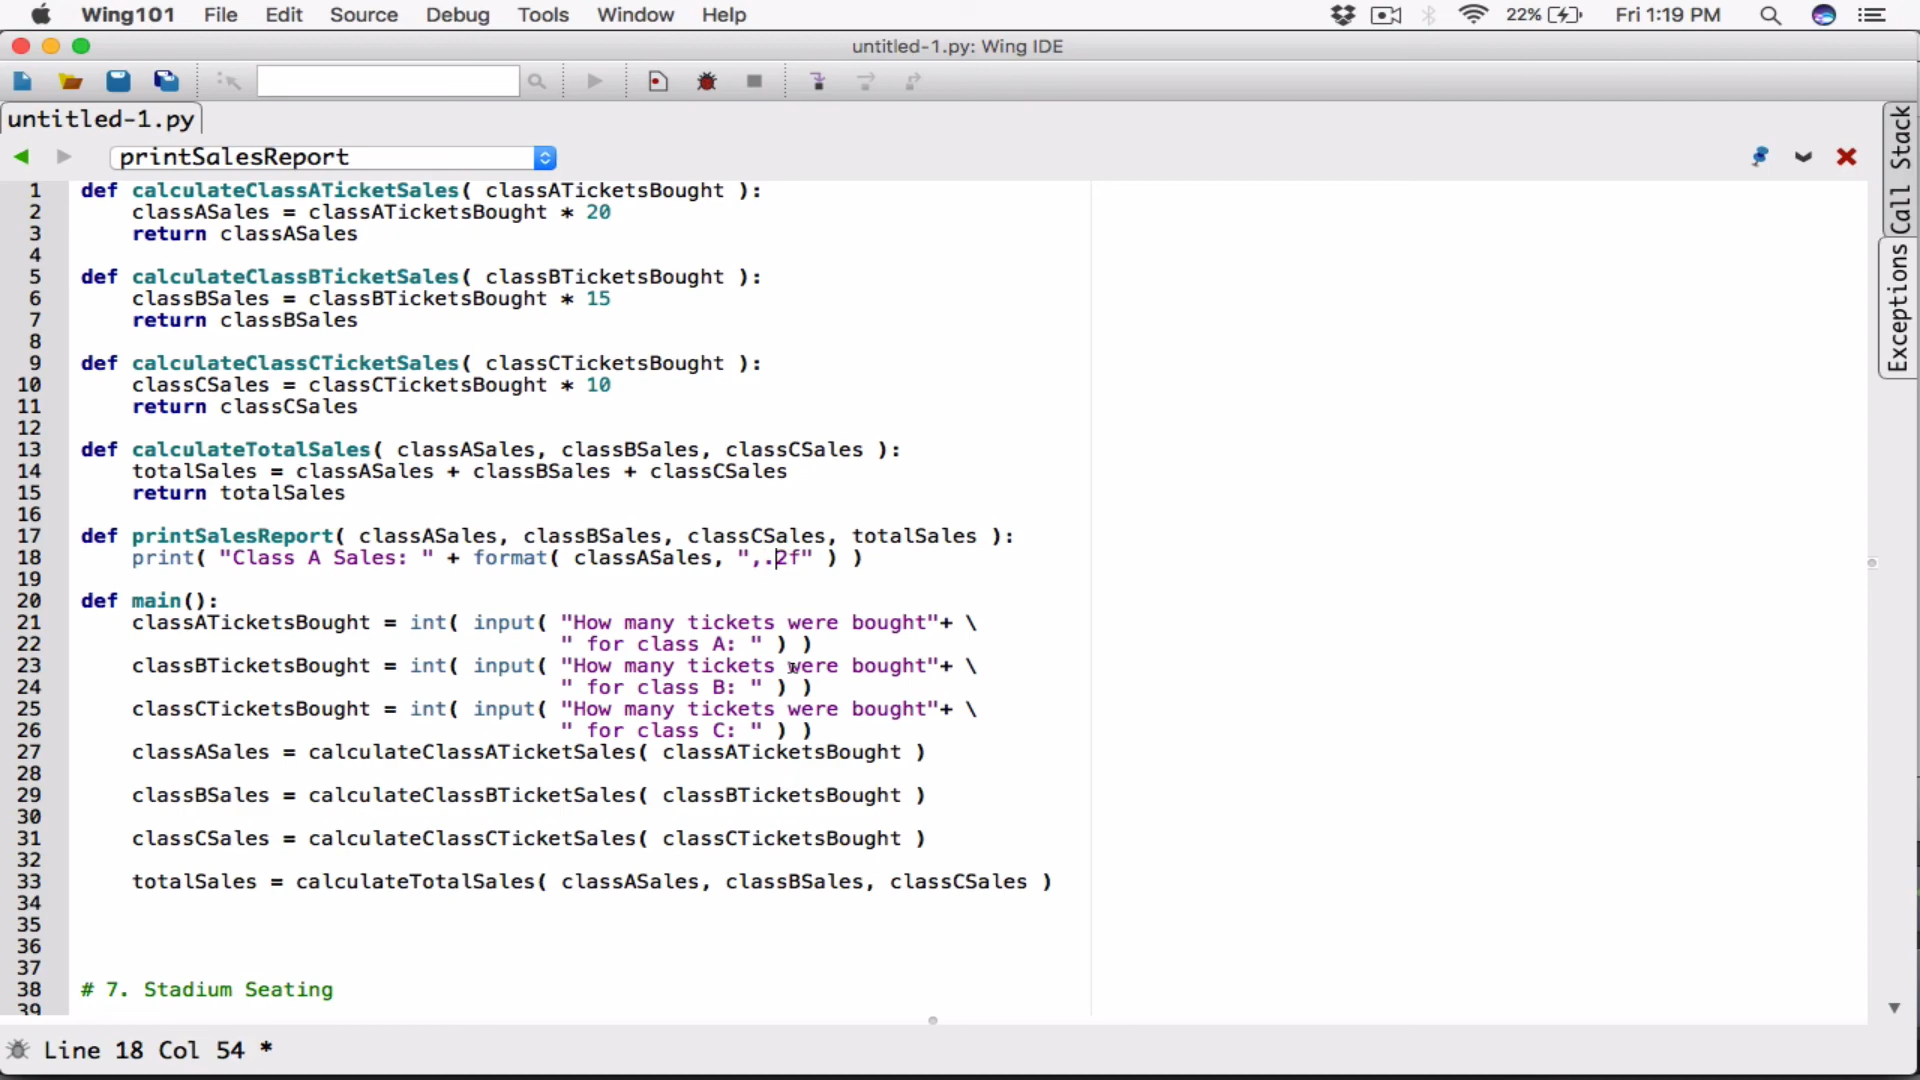 Wing101 File Edit Source Debug Tools Window Help 22% Fri 1:19 PM
untitled-1.py: Wing IDE
untitled-1.py
printSalesReport
1 def calculateClassATicketSales( classATicketsBought ):
2     classASales = classATicketsBought * 20
3     return classASales
4
5 def calculateClassBTicketSales( classBTicketsBought ):
6     classBSales = classBTicketsBought * 15
7     return classBSales
8
9 def calculateClassCTicketSales( classCTicketsBought ):
10     classCSales = classCTicketsBought * 10
11     return classCSales
12
13 def calculateTotalSales( classASales, classBSales, classCSales ):
14     totalSales = classASales + classBSales + classCSales
15     return totalSales
16
17 def printSalesReport( classASales, classBSales, classCSales, totalSales ):
18     print( "Class A Sales: " + format( classASales, ",.2f" ) )
19
20 def main():
21     classATicketsBought = int( input( "How many tickets were bought"+ \
22                                       " for class A: " ) )
23     classBTicketsBought = int( input( "How many tickets were bought"+ \
24                                       " for class B: " ) )
25     classCTicketsBought = int( input( "How many tickets were bought"+ \
26                                       " for class C: " ) )
27     classASales = calculateClassATicketSales( classATicketsBought )
28
29     classBSales = calculateClassBTicketSales( classBTicketsBought )
30
31     classCSales = calculateClassCTicketSales( classCTicketsBought )
32
33     totalSales = calculateTotalSales( classASales, classBSales, classCSales )
34
35
36
37
38 # 7. Stadium Seating
39
Call Stack
Exceptions
Line 18 Col 54 *